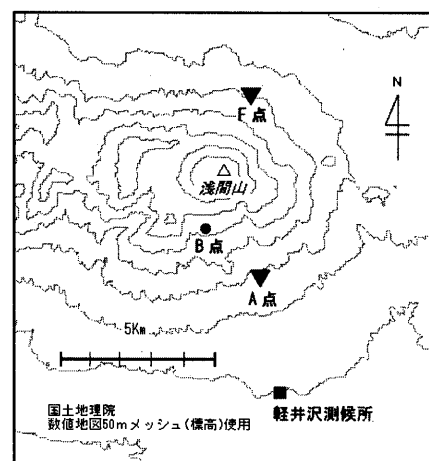 F点
N
浅間山
B点
A点
5Km
軽井沢測候所
国土地理院
数値地図50mメッシュ(標高)使用